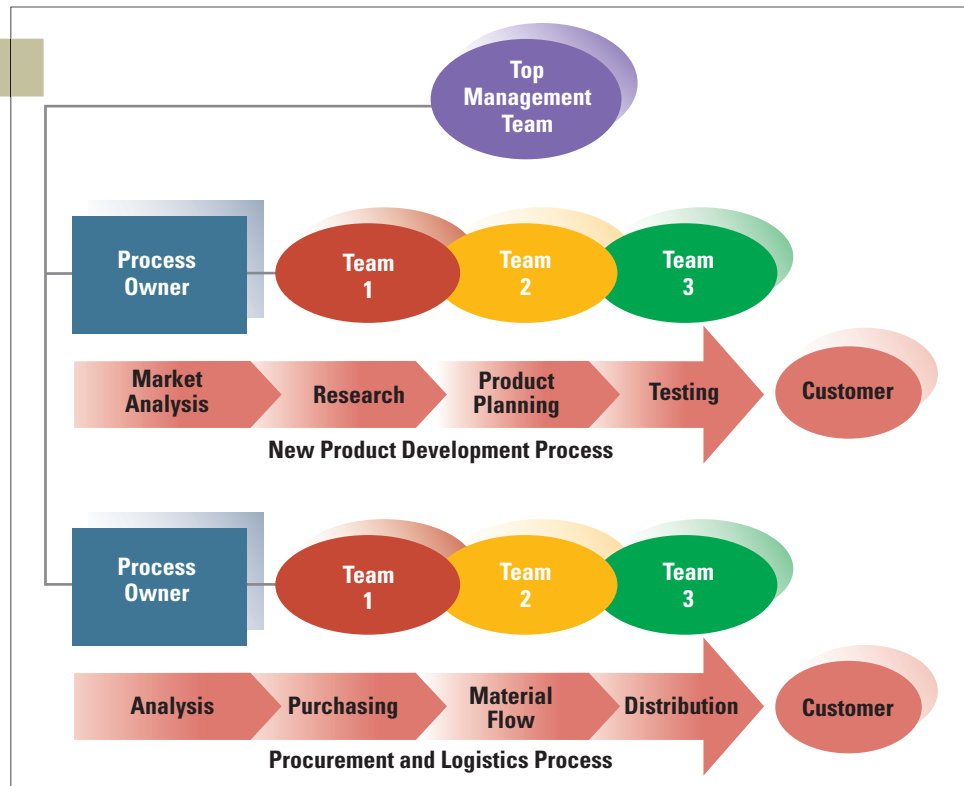 Top
Management
Team
Process
Owner
Team
1
Team
2
Team
3
Market
Analysis
Research
Product
Planning
Testing
Customer
New Product Development Process
Process
Owner
Team
1
Team
2
Team
3
Analysis
Purchasing
Material
Flow
Distribution
Customer
Procurement and Logistics Process